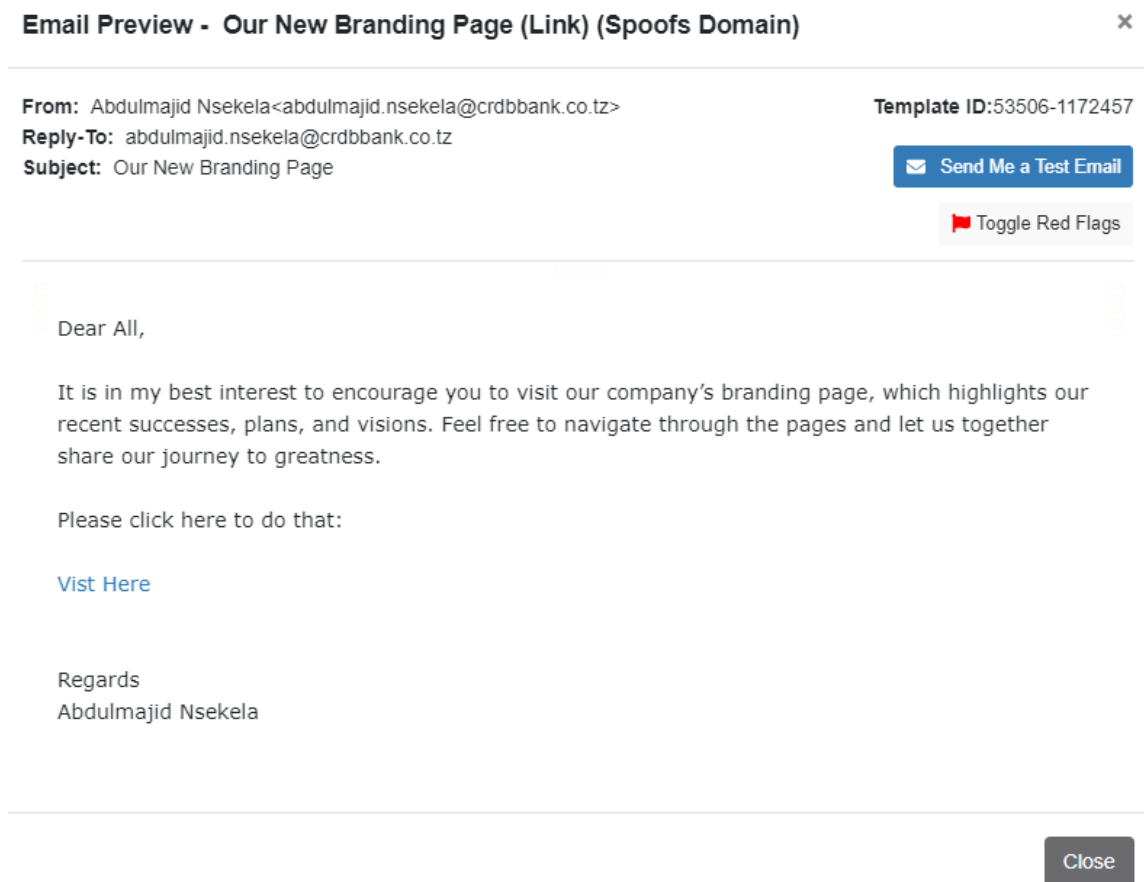 Email Preview - Our New Branding Page (Link) (Spoofs Domain)
×
From: Abdulmajid Nsekela<abdulmajid.nsekela@crdbbank.co.tz>
Template ID:53506-1172457
Reply-To: abdulmajid.nsekela@crdbbank.co.tz
Subject: Our New Branding Page
Send Me a Test Email
Toggle Red Flags
Dear All,
It is in my best interest to encourage you to visit our company’s branding page, which highlights our
recent successes, plans, and visions. Feel free to navigate through the pages and let us together
share our journey to greatness.
Please click here to do that:
Vist Here
Regards
Abdulmajid Nsekela
Close